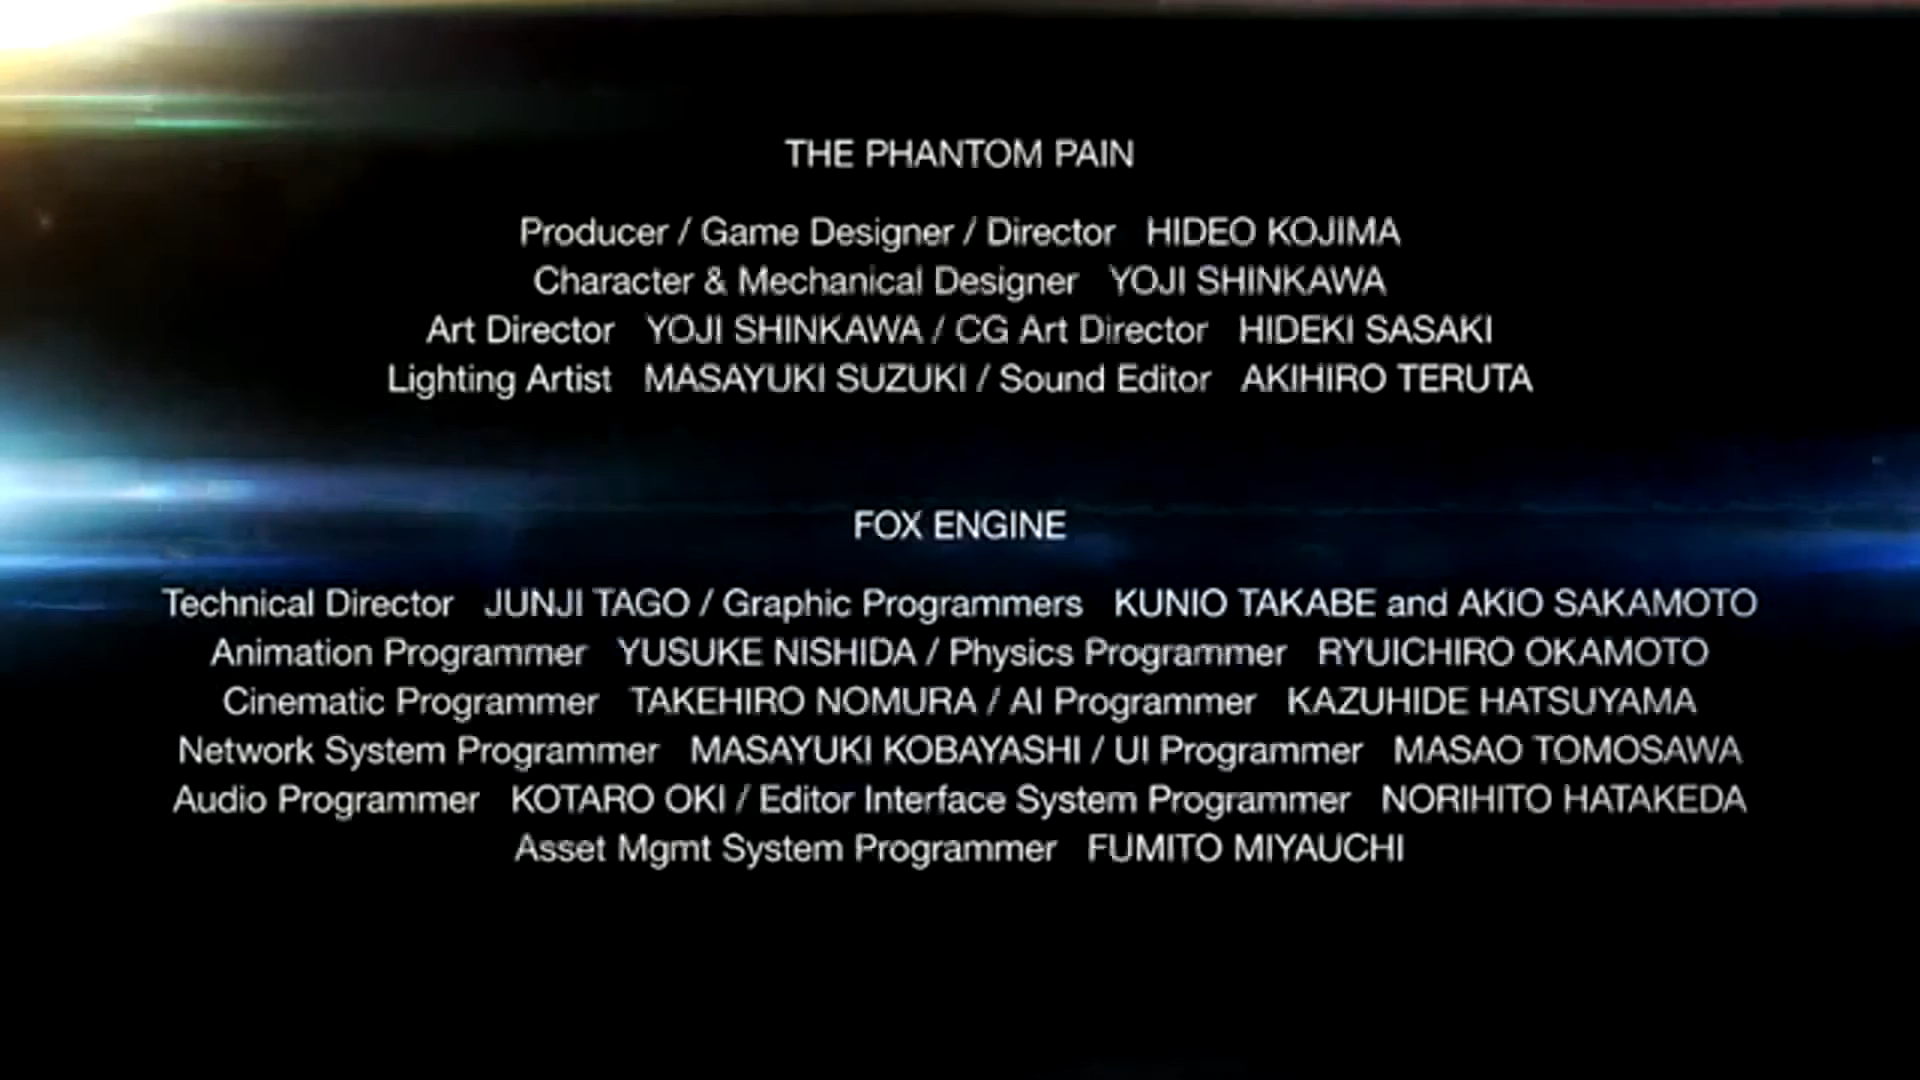 THE PHANTOM PAIN
Producer / Game Designer / Director HIDEO KOJIMA
Character & Mechanical Designer YOJI SHINKAWA
Art Director YOJI SHINKAWA / CG Art Director HIDEKI SASAKI
Lighting Artist MASAYUKI SUZUKI / Sound Editor AKIHIRO TERUTA
FOX ENGINE
Technical Director JUNJI TAGO / Graphic Programmers KUNIO TAKABE and AKIO SAKAMOTO
Animation Programmer YUSUKE NISHIDA / Physics Programmer RYUICHIRO OKAMOTO
Cinematic Programmer TAKEHIRO NOMURA / AI Programmer KAZUHIDE HATSUYAMA
Network System Programmer MASAYUKI KOBAYASHI / UI Programmer MASAO TOMOSAWA
Audio Programmer KOTARO OKI / Editor Interface System Programmer NORIHITO HATAKEDA
Asset Mgmt System Programmer FUMITO MIYAUCHI